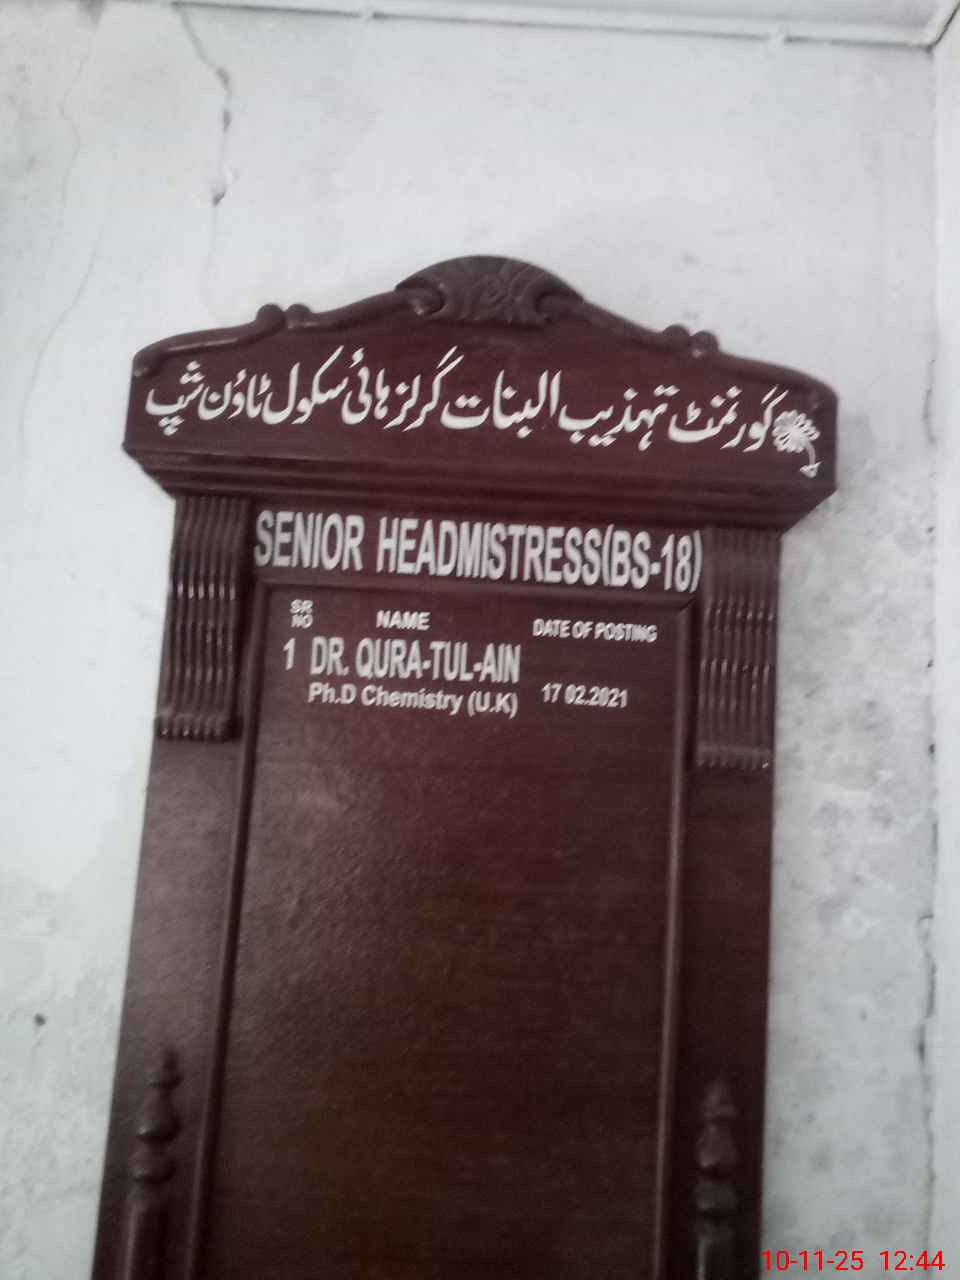 گورنمنٹ تہذیب البنات گرلز ہائی سکول ٹاؤن شپ
SENIOR HEADMISTRESS(BS-18)
SR NO NAME DATE OF POSTING
1 DR. QURA-TUL-AIN
Ph.D Chemistry (U.K) 17 02.2021
10-11-25 12:44